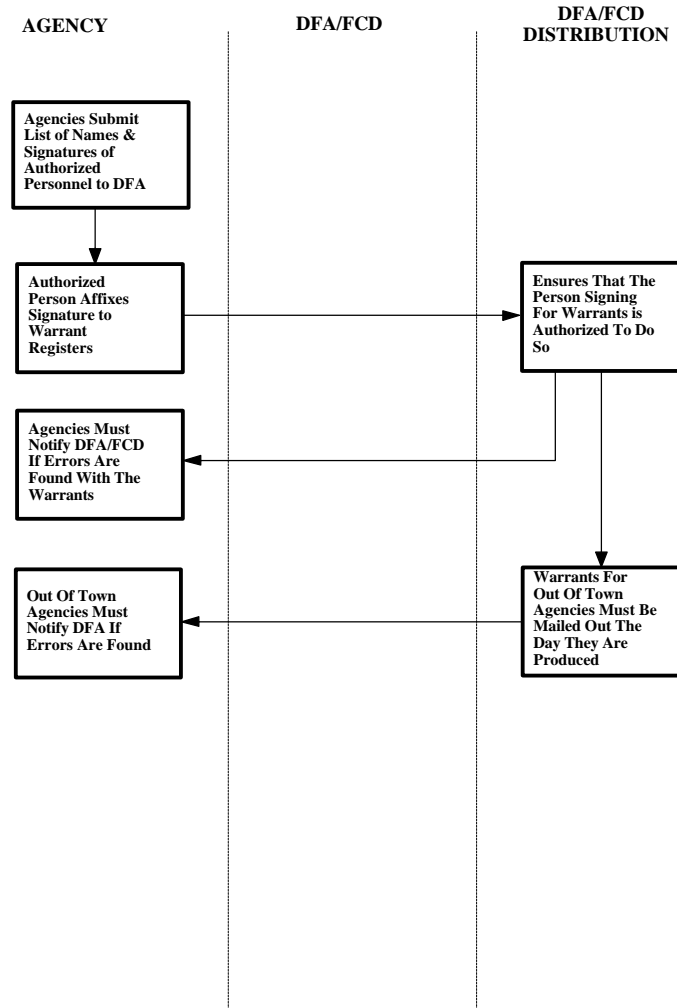 AGENCY
DFA/FCD
DFA/FCD
DISTRIBUTION
Agencies Submit
List of Names &
Signatures of
Authorized
Personnel to DFA
Authorized
Person Affixes
Signature to
Warrant
Registers
Ensures That The
Person Signing
For Warrants is
Authorized To Do
So
Agencies Must
Notify DFA/FCD
If Errors Are
Found With The
Warrants
Out Of Town
Agencies Must
Notify DFA If
Errors Are Found
Warrants For
Out Of Town
Agencies Must Be
Mailed Out The
Day They Are
Produced